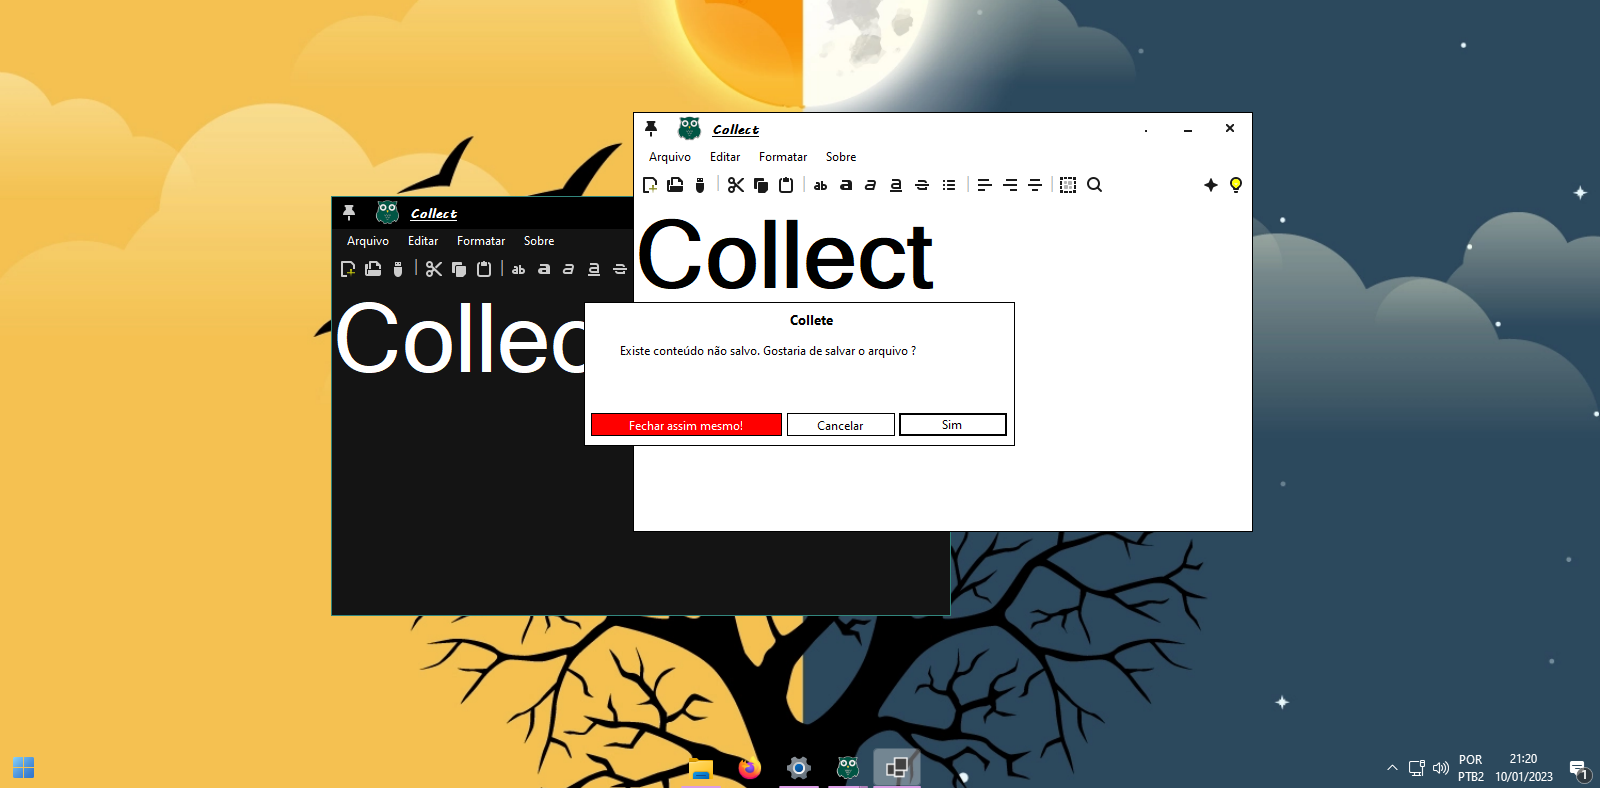 Collect
Arquivo Editar Formatar Sobre
ab a a a a
Collect
Collect
Arquivo Editar Formatar Sobre
ab a a a
Collec
Collete
Existe conteúdo não salvo. Gostaria de salvar o arquivo ?
Fechar assim mesmo! Cancelar Sim
POR
PTB2
21:20
10/01/2023
1